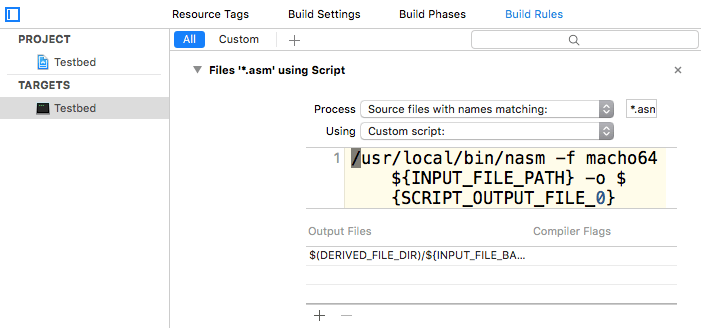 Resource Tags Build Settings Build Phases Build Rules
PROJECT
All Custom
Testbed
Files '*.asm' using Script
TARGETS
Testbed
Process Source files with names matching: *.asn
Using Custom script:
1 /usr/local/bin/nasm -f macho64
${INPUT_FILE_PATH} -o $
{SCRIPT_OUTPUT_FILE_0}
Output Files Compiler Flags
$(DERIVED_FILE_DIR)/${INPUT_FILE_BA...